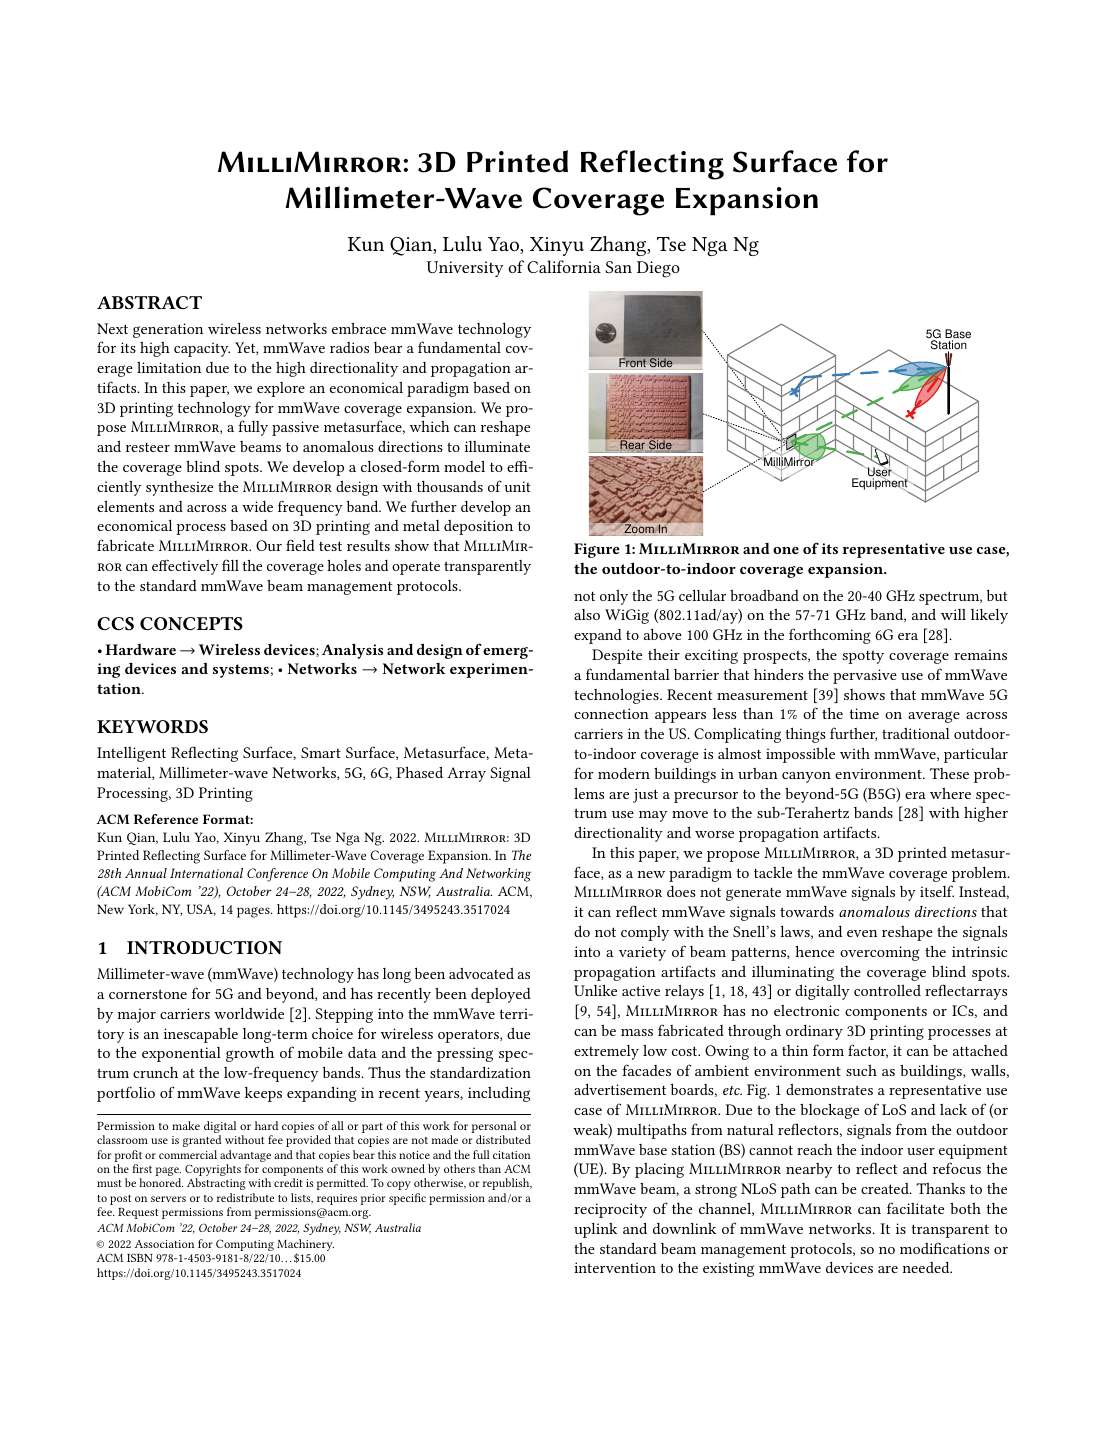 MilliMirror: 3D Printed Reflecting Surface for
Millimeter-Wave Coverage Expansion
Kun Qian, Lulu Yao, Xinyu Zhang, Tse Nga Ng
University of California San Diego
ABSTRACT
Next generation wireless networks embrace mmWave technology
for its high capacity. Yet, mmWave radios bear a fundamental cov-
erage limitation due to the high directionality and propagation ar-
tifacts. In this paper, we explore an economical paradigm based on
3D printing technology for mmWave coverage expansion. We pro-
pose MilliMirror, a fully passive metasurface, which can reshape
and resteer mmWave beams to anomalous directions to illuminate
the coverage blind spots. We develop a closed-form model to effi-
ciently synthesize the MilliMirror design with thousands of unit
elements and across a wide frequency band. We further develop an
economical process based on 3D printing and metal deposition to
fabricate MilliMirror. Our field test results show that MilliMir-
ror can effectively fill the coverage holes and operate transparently
to the standard mmWave beam management protocols.
CCS CONCEPTS
• Hardware → Wireless devices; Analysis and design of emerg-
ing devices and systems; • Networks → Network experimen-
tation.
KEYWORDS
Intelligent Reflecting Surface, Smart Surface, Metasurface, Meta-
material, Millimeter-wave Networks, 5G, 6G, Phased Array Signal
Processing, 3D Printing
ACM Reference Format:
Kun Qian, Lulu Yao, Xinyu Zhang, Tse Nga Ng. 2022. MilliMirror: 3D
Printed Reflecting Surface for Millimeter-Wave Coverage Expansion. In The
28th Annual International Conference On Mobile Computing And Networking
(ACM MobiCom '22), October 24–28, 2022, Sydney, NSW, Australia. ACM,
New York, NY, USA, 14 pages. https://doi.org/10.1145/3495243.3517024
1 INTRODUCTION
Millimeter-wave (mmWave) technology has long been advocated as
a cornerstone for 5G and beyond, and has recently been deployed
by major carriers worldwide [2]. Stepping into the mmWave terri-
tory is an inescapable long-term choice for wireless operators, due
to the exponential growth of mobile data and the pressing spec-
trum crunch at the low-frequency bands. Thus the standardization
portfolio of mmWave keeps expanding in recent years, including
Permission to make digital or hard copies of all or part of this work for personal or
classroom use is granted without fee provided that copies are not made or distributed
for profit or commercial advantage and that copies bear this notice and the full citation
on the first page. Copyrights for components of this work owned by others than ACM
must be honored. Abstracting with credit is permitted. To copy otherwise, or republish,
to post on servers or to redistribute to lists, requires prior specific permission and/or a
fee. Request permissions from permissions@acm.org.
ACM MobiCom '22, October 24–28, 2022, Sydney, NSW, Australia
© 2022 Association for Computing Machinery.
ACM ISBN 978-1-4503-9181-8/22/10...$15.00
https://doi.org/10.1145/3495243.3517024
Front Side
Rear Side
Zoom In
5G Base
Station
MilliMirror
User
Equipment
Figure 1: MilliMirror and one of its representative use case,
the outdoor-to-indoor coverage expansion.
not only the 5G cellular broadband on the 20-40 GHz spectrum, but
also WiGig (802.11ad/ay) on the 57-71 GHz band, and will likely
expand to above 100 GHz in the forthcoming 6G era [28].
Despite their exciting prospects, the spotty coverage remains
a fundamental barrier that hinders the pervasive use of mmWave
technologies. Recent measurement [39] shows that mmWave 5G
connection appears less than 1% of the time on average across
carriers in the US. Complicating things further, traditional outdoor-
to-indoor coverage is almost impossible with mmWave, particular
for modern buildings in urban canyon environment. These prob-
lems are just a precursor to the beyond-5G (B5G) era where spec-
trum use may move to the sub-Terahertz bands [28] with higher
directionality and worse propagation artifacts.
In this paper, we propose MilliMirror, a 3D printed metasur-
face, as a new paradigm to tackle the mmWave coverage problem.
MilliMirror does not generate mmWave signals by itself. Instead,
it can reflect mmWave signals towards anomalous directions that
do not comply with the Snell's laws, and even reshape the signals
into a variety of beam patterns, hence overcoming the intrinsic
propagation artifacts and illuminating the coverage blind spots.
Unlike active relays [1, 18, 43] or digitally controlled reflectarrays
[9, 54], MilliMirror has no electronic components or ICs, and
can be mass fabricated through ordinary 3D printing processes at
extremely low cost. Owing to a thin form factor, it can be attached
on the facades of ambient environment such as buildings, walls,
advertisement boards, etc. Fig. 1 demonstrates a representative use
case of MilliMirror. Due to the blockage of LoS and lack of (or
weak) multipaths from natural reflectors, signals from the outdoor
mmWave base station (BS) cannot reach the indoor user equipment
(UE). By placing MilliMirror nearby to reflect and refocus the
mmWave beam, a strong NLoS path can be created. Thanks to the
reciprocity of the channel, MilliMirror can facilitate both the
uplink and downlink of mmWave networks. It is transparent to
the standard beam management protocols, so no modifications or
intervention to the existing mmWave devices are needed.